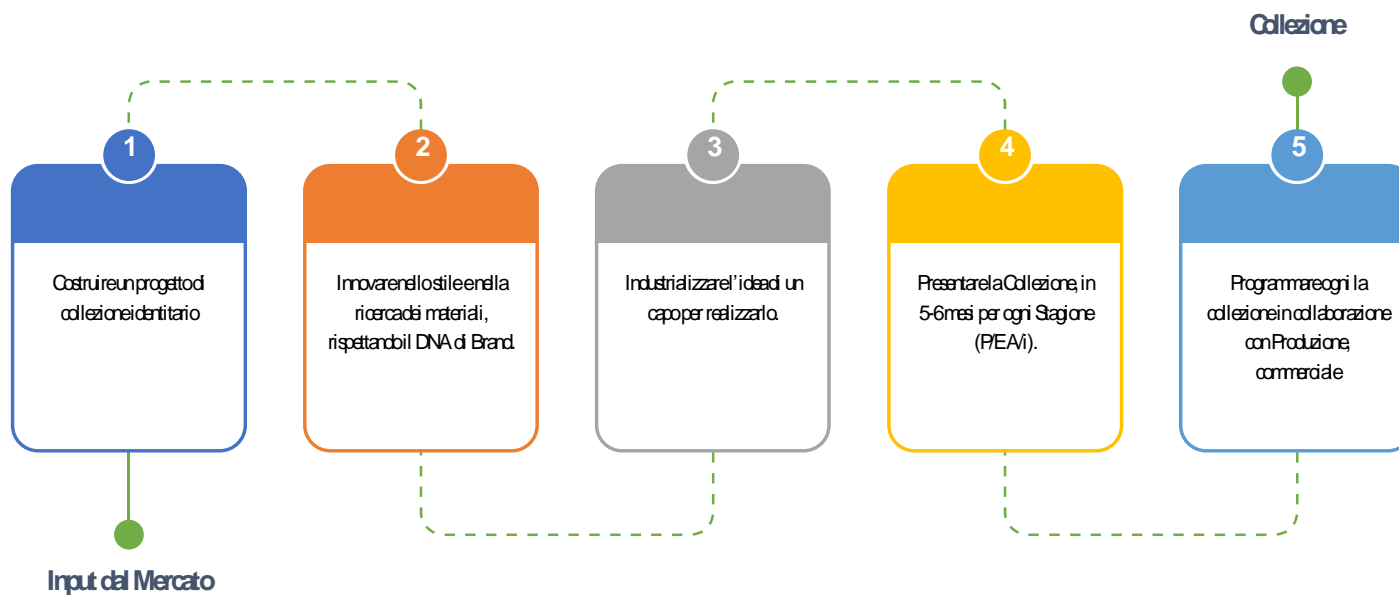 Collezione
1
2
3
4
5
Costruire un progetto di
collezione identitario
Innovare nello stile e nella
ricerca dei materiali,
rispettando il DNA di Brand.
Industrializzare l’ idea di un
capo per realizzarlo.
Presentare la Collezione, in
5-6 mesi per ogni Stagione
(P/E A/i).
Programmare ogni la
collezione in collaborazione
con Produzione,
commerciale
Input dal Mercato